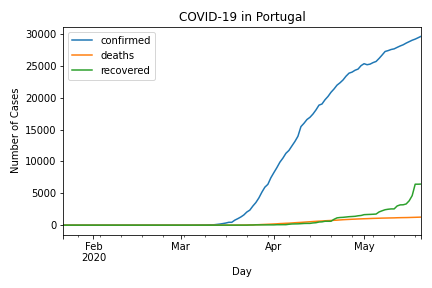 COVID-19 in Portugal
confirmed
deaths
recovered
Number of Cases
30000
25000
20000
15000
10000
5000
0
Feb
2020
Mar
Apr
May
Day